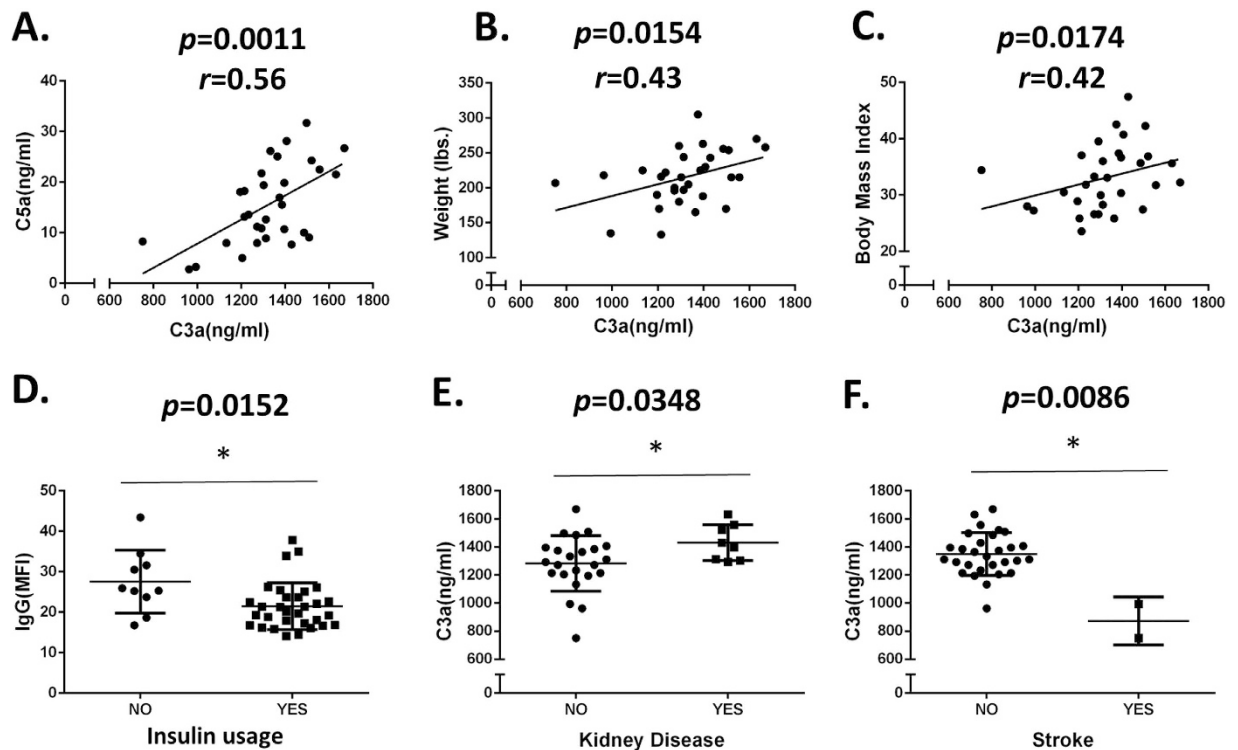 A.
p=0.0011
r=0.56
C5a(ng/ml)
40
30
20
10
0
0 600 800 1000 1200 1400 1600 1800
C3a(ng/ml)
B.
p=0.0154
r=0.43
Weight (lbs.)
350
300
250
200
150
100
0
0 600 800 1000 1200 1400 1600 1800
C3a(ng/ml)
C.
p=0.0174
r=0.42
Body Mass Index
50
40
30
20
0
0 600 800 1000 1200 1400 1600 1800
C3a(ng/ml)
D.
p=0.0152
*
IgG(MFI)
50
40
30
20
10
0
NO YES
Insulin usage
E.
p=0.0348
*
C3a(ng/ml)
1800
1600
1400
1200
1000
800
600
0
NO YES
Kidney Disease
F.
p=0.0086
*
C3a(ng/ml)
1800
1600
1400
1200
1000
800
600
0
NO YES
Stroke